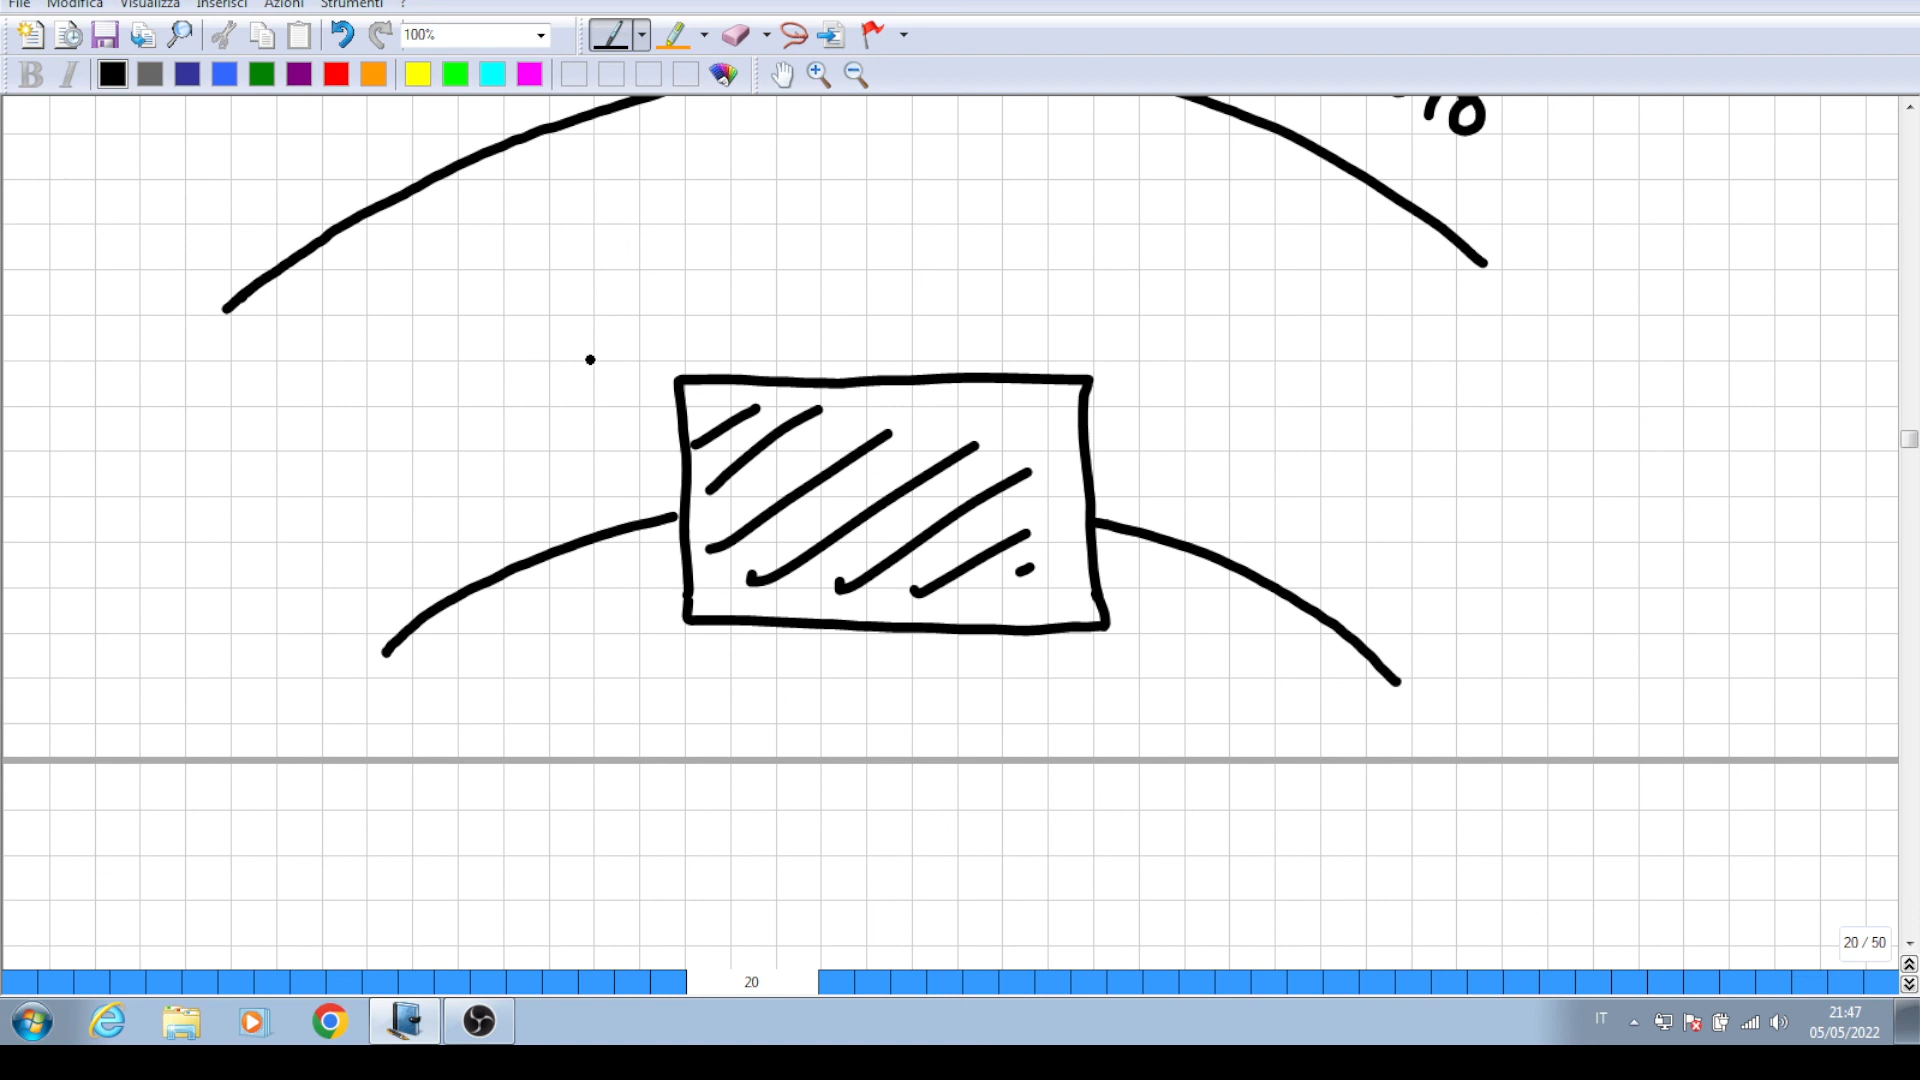 File Modifica Visualizza Inserisci Azioni Strumenti ?
100%
B I
20 / 50
20
IT
21:47
05/05/2022